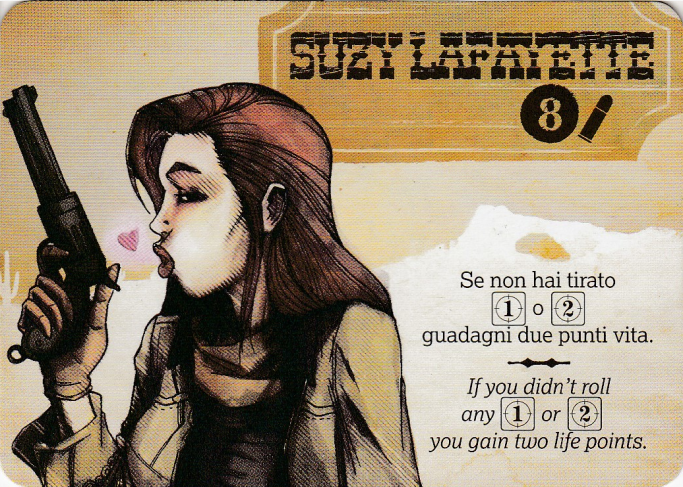 SUZY LAFAYETTE
8
Se non hai tirato
1 o 2
guadagni due punti vita.
If you didn't roll
any 1 or 2
you gain two life points.